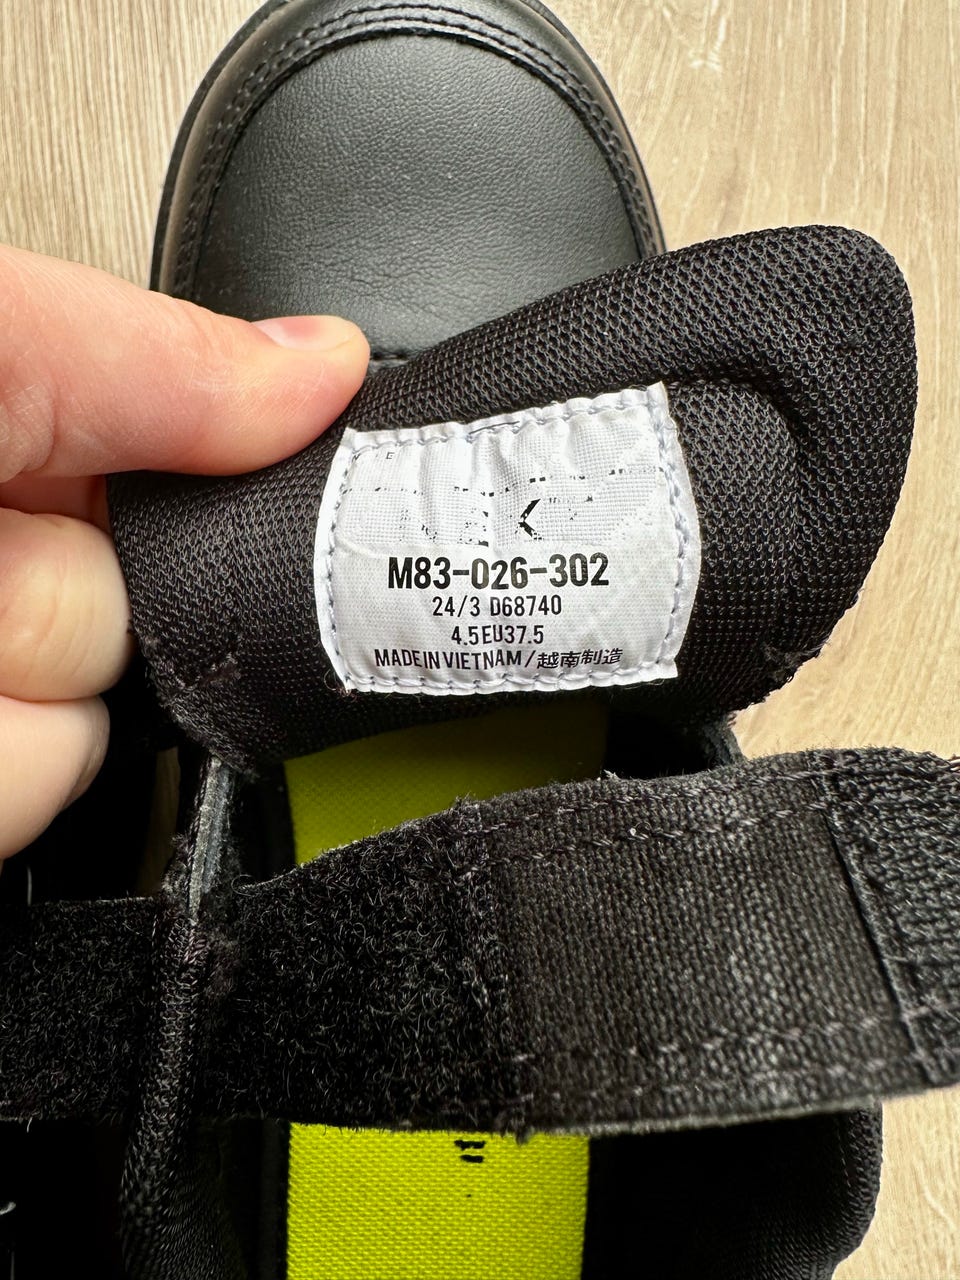 M83-026-302
24/3 D68740
4.5EU37.5
MADE IN VIETNAM/越南制造